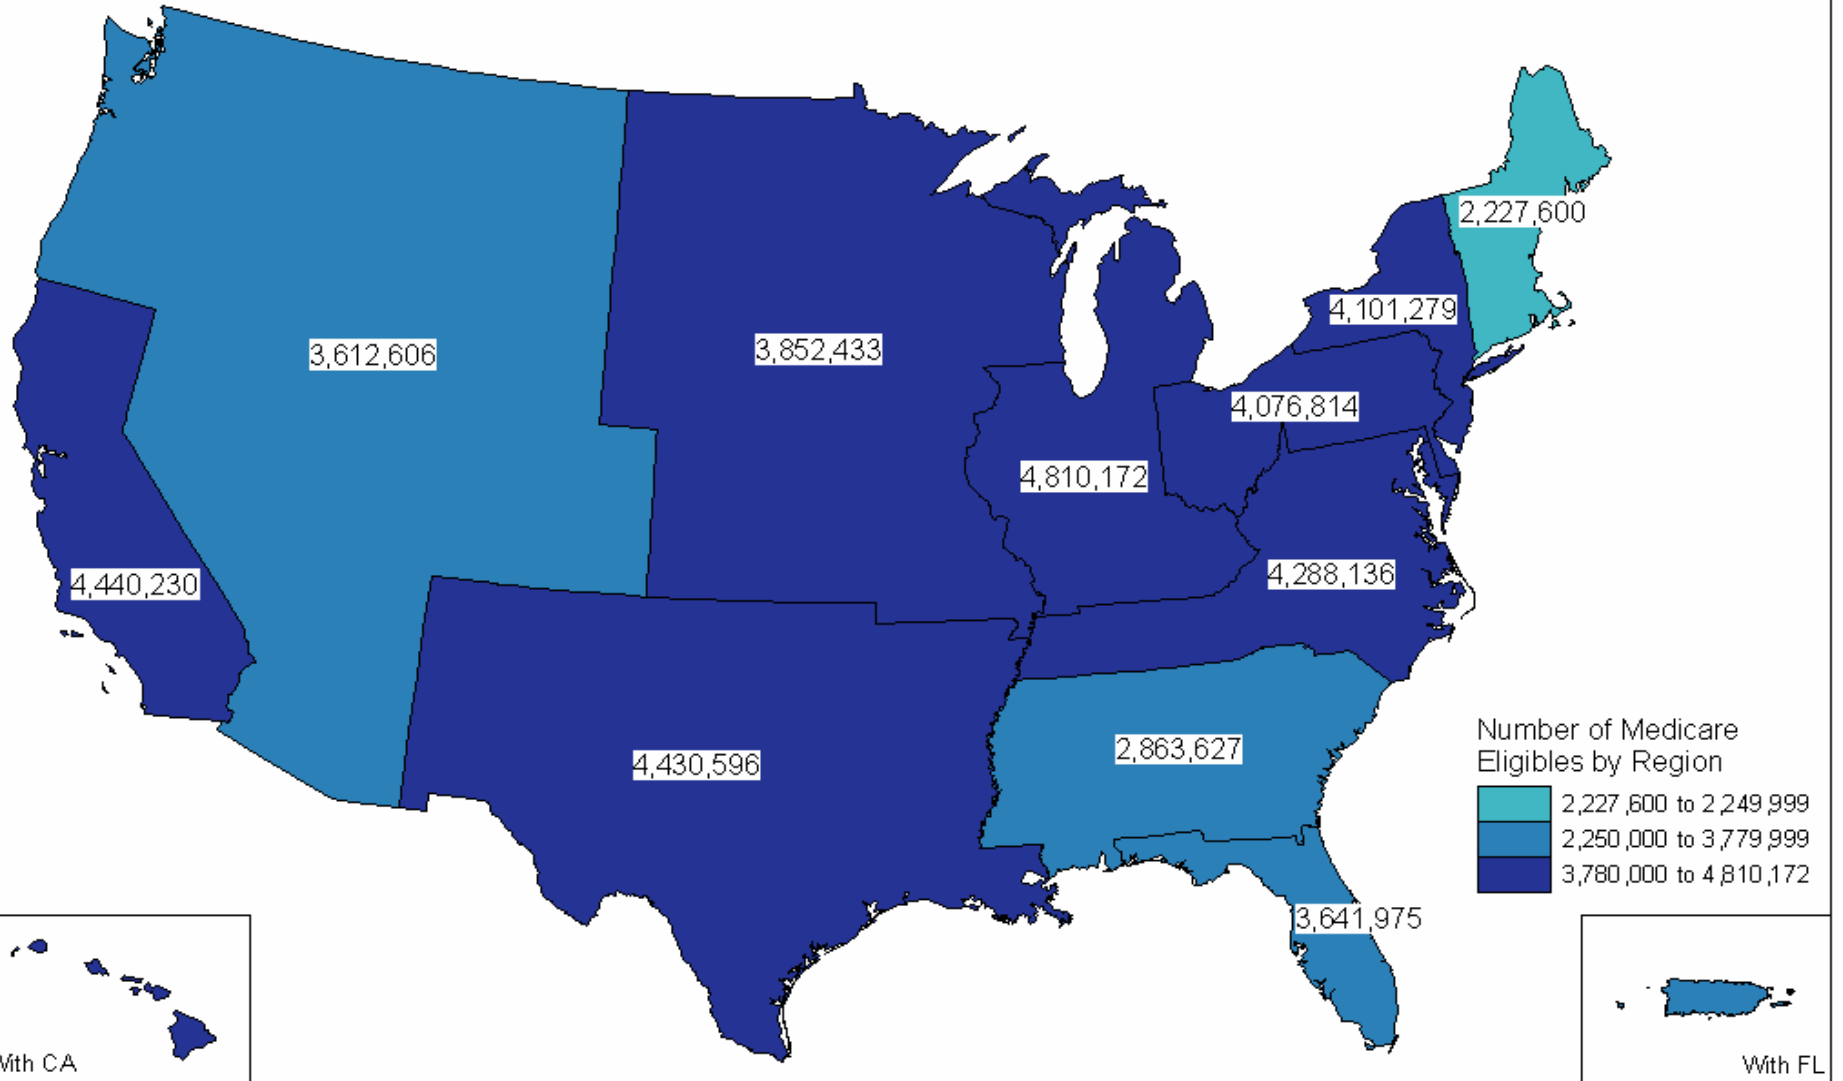 2,227,600
4,101,279
3,612,606
3,852,433
4,076,814
4,810,172
4,440,230
4,288,136
4,430,596
2,863,627
3,641,975
Number of Medicare
Eligibles by Region
2,227,600 to 2,249,999
2,250,000 to 3,779,999
3,780,000 to 4,810,172
With CA
With FL